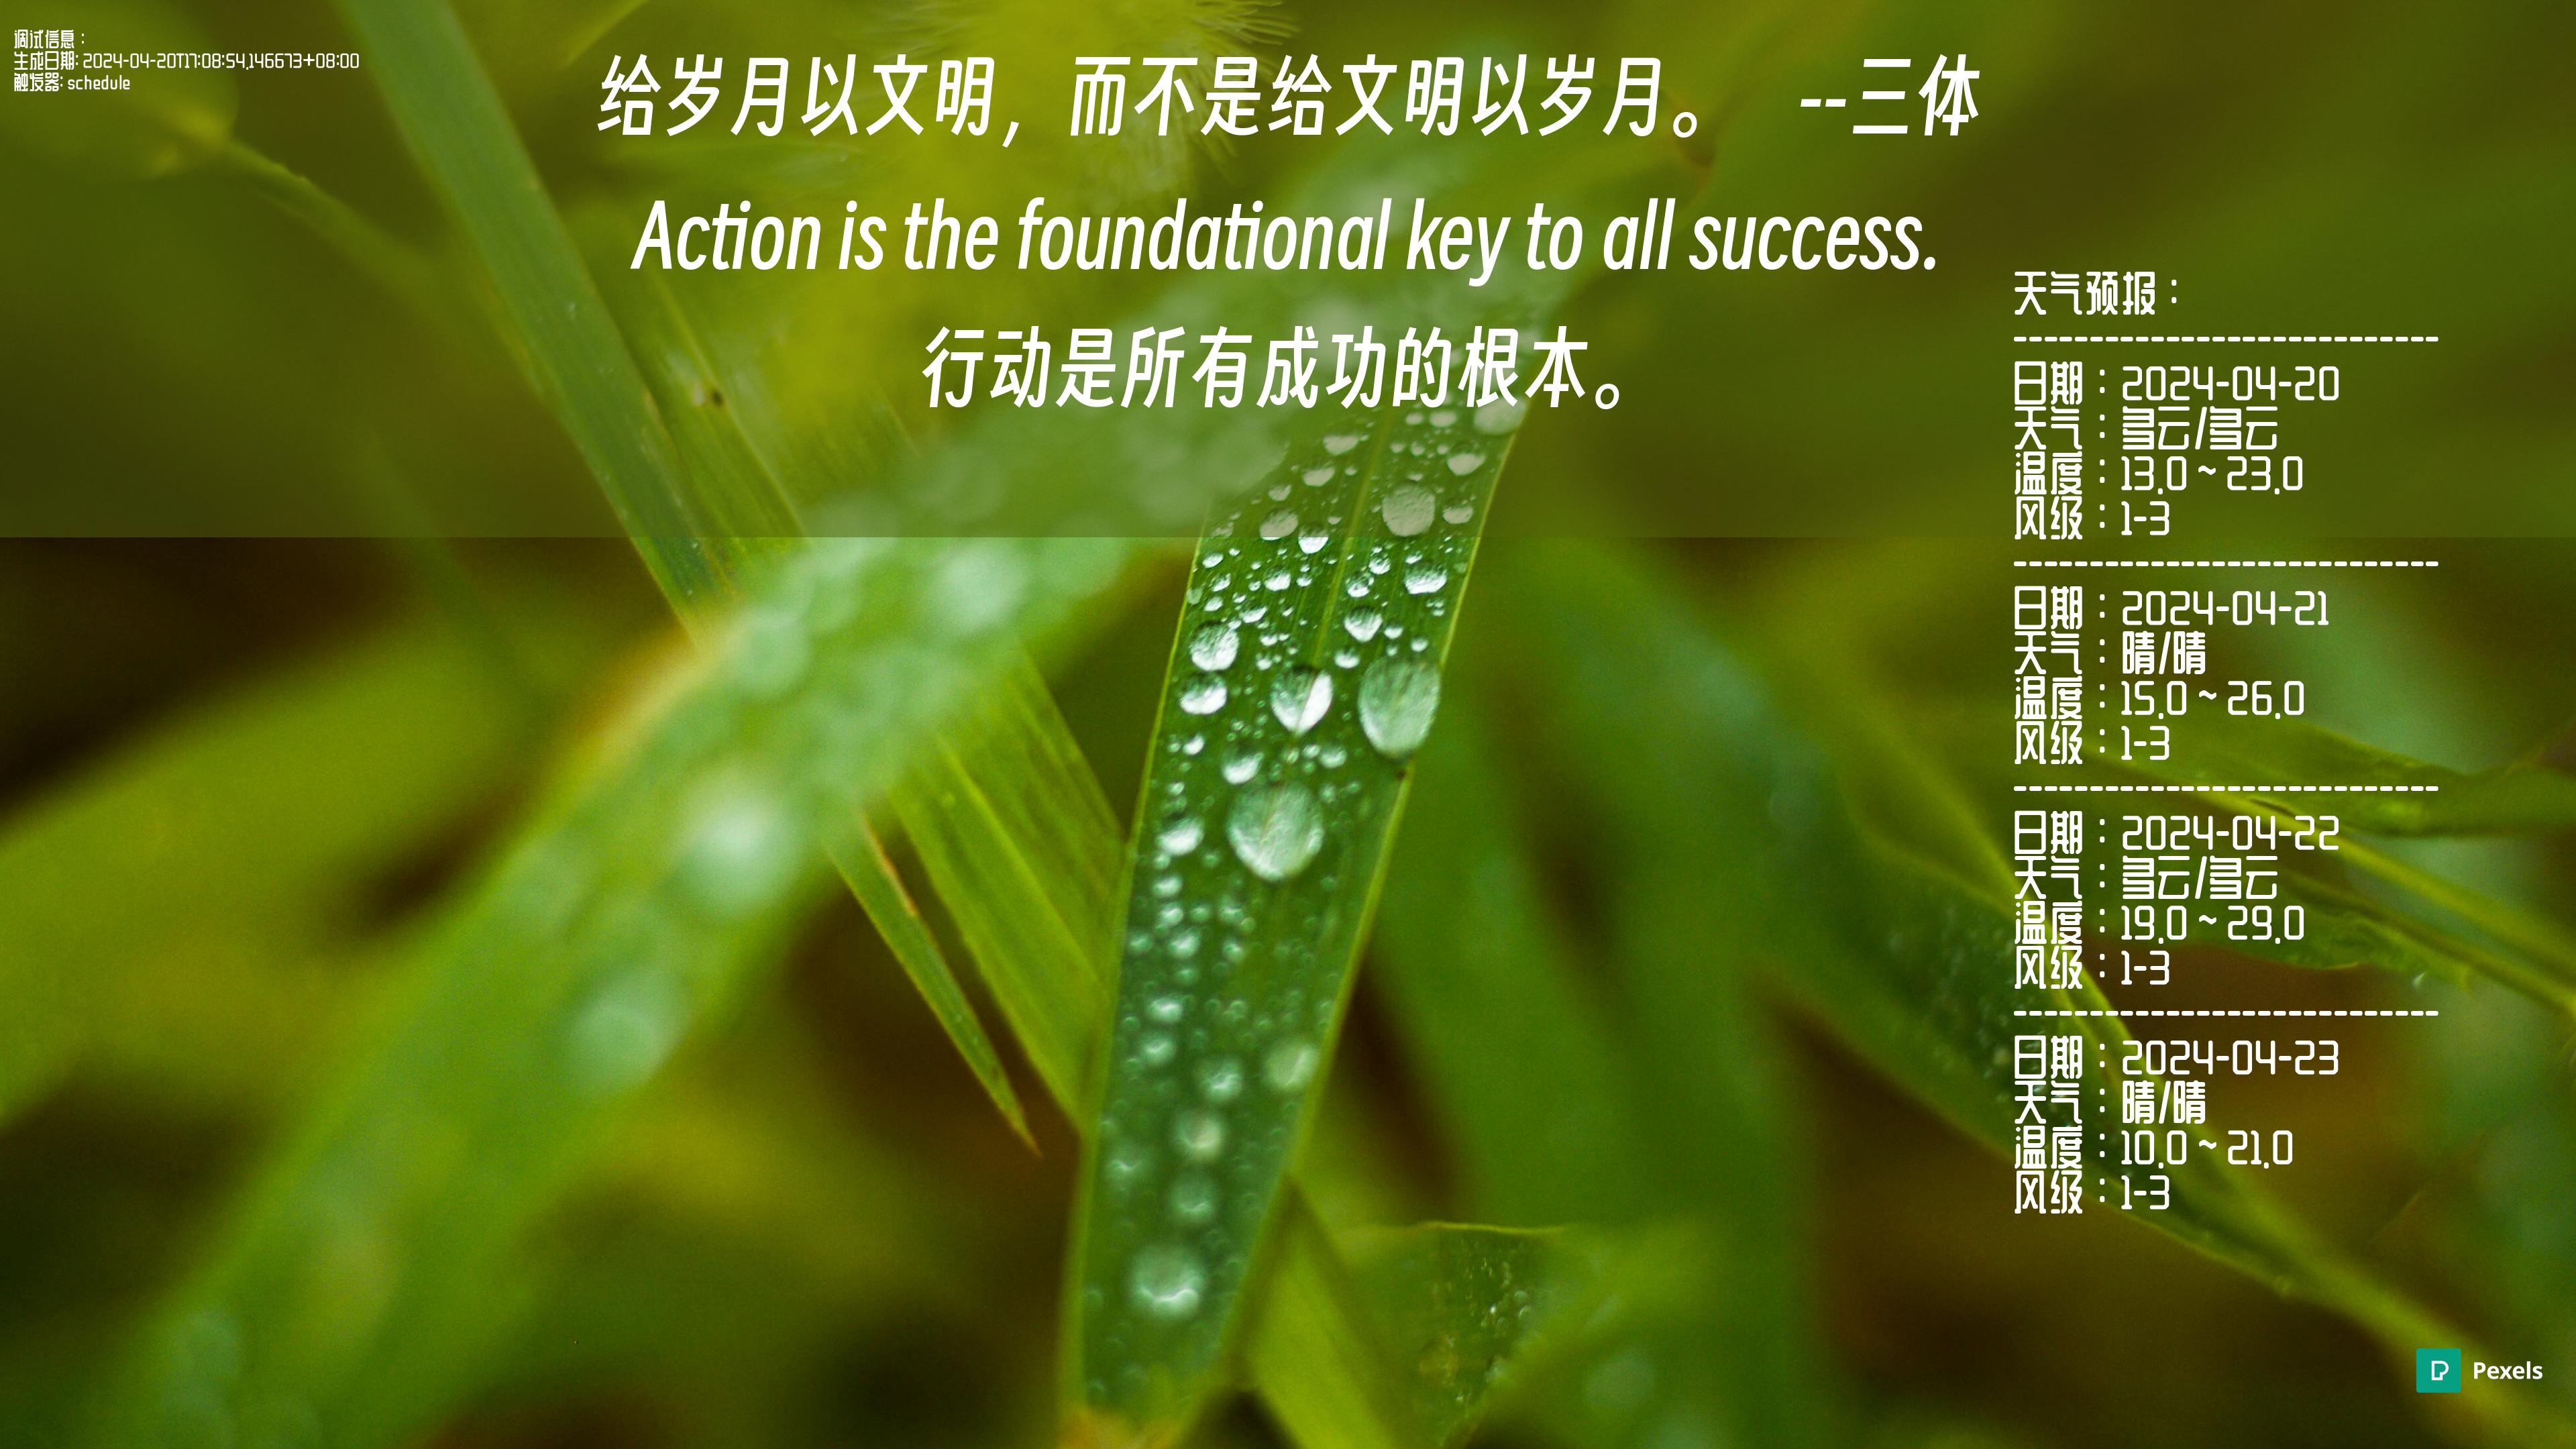 调试信息：
生成日期: 2024-04-20T17:08:54.146673+08:00
触发器: schedule
给岁月以文明，而不是给文明以岁月。 --三体
Action is the foundational key to all success.
行动是所有成功的根本。
天气预报：
----------------------------
日期：2024-04-20
天气：多云/多云
温度：13.0 ~ 23.0
风级：1-3
----------------------------
日期：2024-04-21
天气：晴/晴
温度：15.0 ~ 26.0
风级：1-3
----------------------------
日期：2024-04-22
天气：多云/多云
温度：19.0 ~ 29.0
风级：1-3
----------------------------
日期：2024-04-23
天气：晴/晴
温度：10.0 ~ 21.0
风级：1-3
Pexels